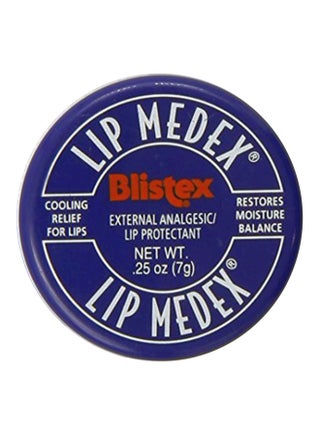 LIP MEDEX®
Blistex
COOLING
RELIEF
FOR LIPS
EXTERNAL ANALGESIC/
LIP PROTECTANT
NET WT.
.25 oz (7g)
RESTORES
MOISTURE
BALANCE
LIP MEDEX®